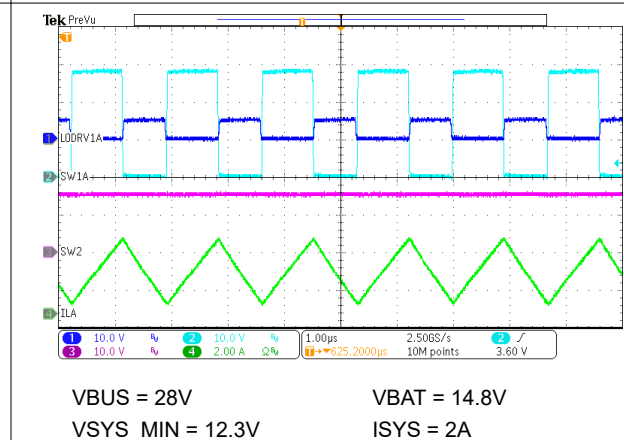 Tek PreVu
T
T
1 LODRV1A
2 SW1A
3 SW2
4 ILA
1 10.0 V 2 10.0 V
3 10.0 V 4 2.00 A Ω
1.00µs 2.50GS/s 2
T→▼625.2000µs 10M points 3.60 V
VBUS = 28V VBAT = 14.8V
VSYS MIN = 12.3V ISYS = 2A